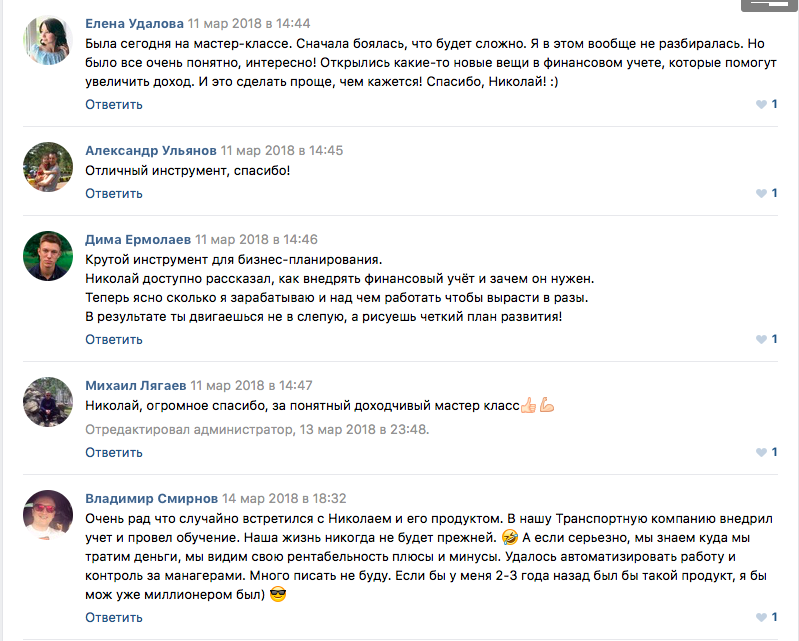 Елена Удалова 11 мар 2018 в 14:44
Была сегодня на мастер-классе. Сначала боялась, что будет сложно. Я в этом вообще не разбиралась. Но
было все очень понятно, интересно! Открылись какие-то новые вещи в финансовом учете, которые помогут
увеличить доход. И это сделать проще, чем кажется! Спасибо, Николай! :)
Ответить 1
Александр Ульянов 11 мар 2018 в 14:45
Отличный инструмент, спасибо!
Ответить 1
Дима Ермолаев 11 мар 2018 в 14:46
Крутой инструмент для бизнес-планирования.
Николай доступно рассказал, как внедрять финансовый учёт и зачем он нужен.
Теперь ясно сколько я зарабатываю и над чем работать чтобы вырасти в разы.
В результате ты двигаешься не в слепую, а рисуешь четкий план развития!
Ответить 1
Михаил Лягаев 11 мар 2018 в 14:47
Николай, огромное спасибо, за понятный доходчивый мастер класс👍💪
Отредактировал администратор, 13 мар 2018 в 23:48.
Ответить 1
Владимир Смирнов 14 мар 2018 в 18:32
Очень рад что случайно встретился с Николаем и его продуктом. В нашу Транспортную компанию внедрил
учет и провел обучение. Наша жизнь никогда не будет прежней. 🤣 А если серьезно, мы знаем куда мы
тратим деньги, мы видим свою рентабельность плюсы и минусы. Удалось автоматизировать работу и
контроль за манагерами. Много писать не буду. Если бы у меня 2-3 года назад был бы такой продукт, я бы
мож уже миллионером был) 😎
Ответить 1